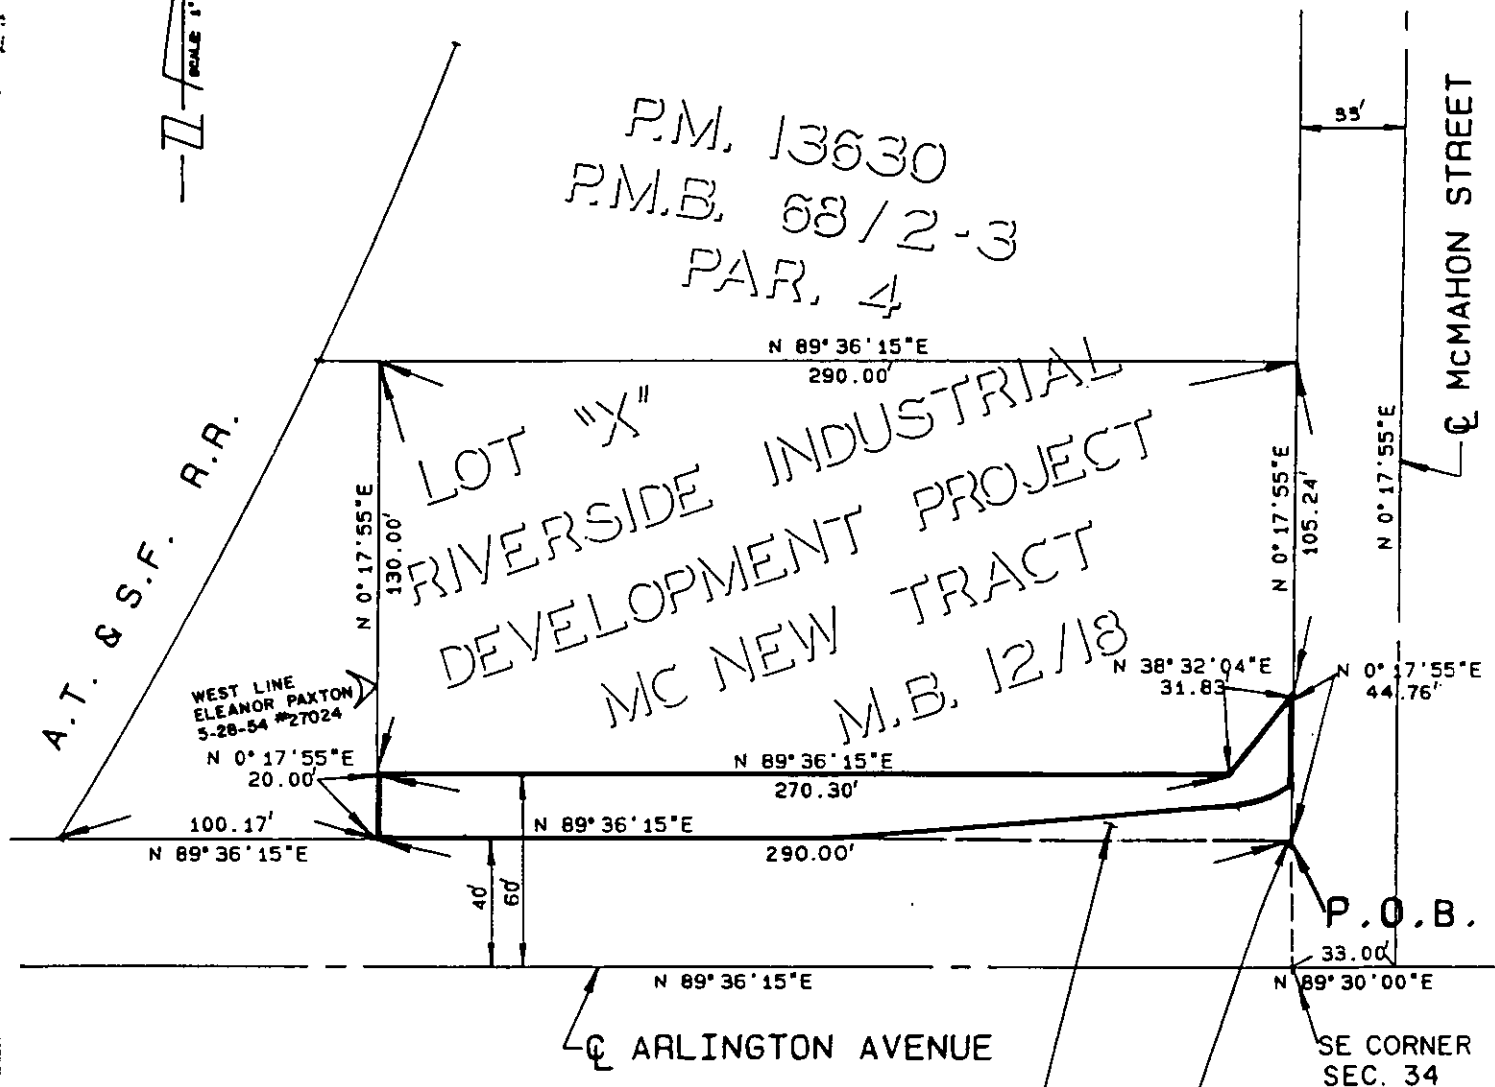 SCALE 1"
P.M. 13630
P.M.B. 68/2-3
PAR. 4
33'
℄ MCMAHON STREET
N 0°17'55"E
N 89°36'15"E
290.00'
LOT "X"
RIVERSIDE INDUSTRIAL
DEVELOPMENT PROJECT
MC NEW TRACT
M.B. 12/18
A.T. & S.F. R.R.
N 0°17'55"E
130.00'
N 0°17'55"E
105.24'
WEST LINE
ELEANOR PAXTON
5-28-54 #27024
N 38°32'04"E
31.83
N 0°17'55"E
44.76'
N 0°17'55"E
20.00'
N 89°36'15"E
270.30'
100.17'
N 89°36'15"E
N 89°36'15"E
290.00'
40'
60'
P.O.B.
33.00'
N 89°36'15"E
N 89°30'00"E
℄ ARLINGTON AVENUE
SE CORNER
SEC. 34